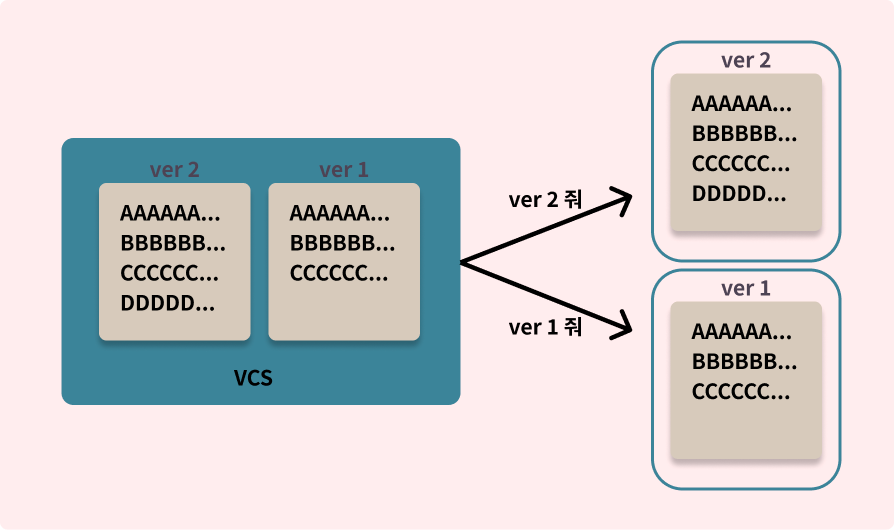 ver 2
AAAAAA...
BBBBBB...
CCCCCC...
DDDDD...
ver 1
AAAAAA...
BBBBBB...
CCCCCC...
VCS
ver 2 줘
ver 1 줘
ver 2
AAAAAA...
BBBBBB...
CCCCCC...
DDDDD...
ver 1
AAAAAA...
BBBBBB...
CCCCCC...